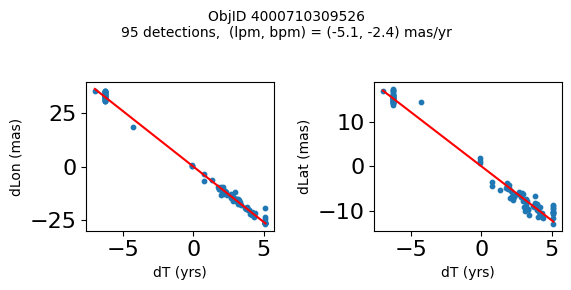 ObjID 4000710309526
95 detections,  (lpm, bpm) = (-5.1, -2.4) mas/yr
dLon (mas)
25
0
−25
−5
0
5
dT (yrs)
dLat (mas)
10
0
−10
−5
0
5
dT (yrs)